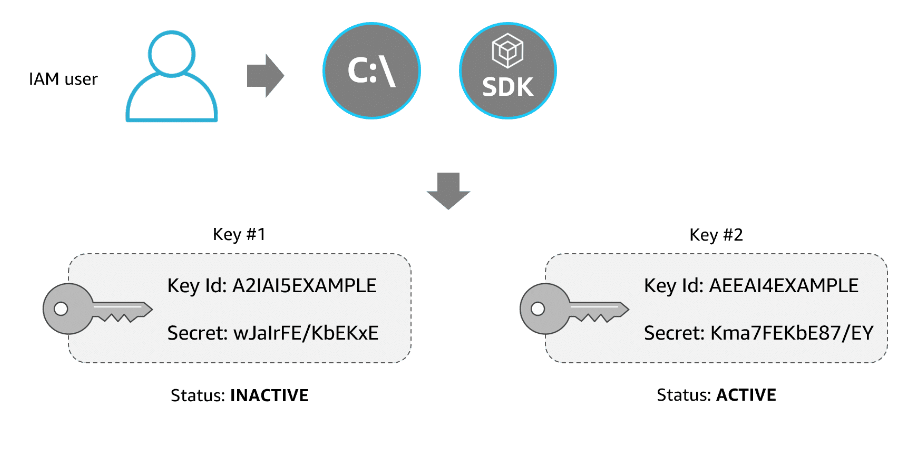 IAM user
C:\
SDK
Key #1
Key Id: A2IAI5EXAMPLE
Secret: wJalrFE/KbEKxE
Status: INACTIVE
Key #2
Key Id: AEEAI4EXAMPLE
Secret: Kma7FEKbE87/EY
Status: ACTIVE